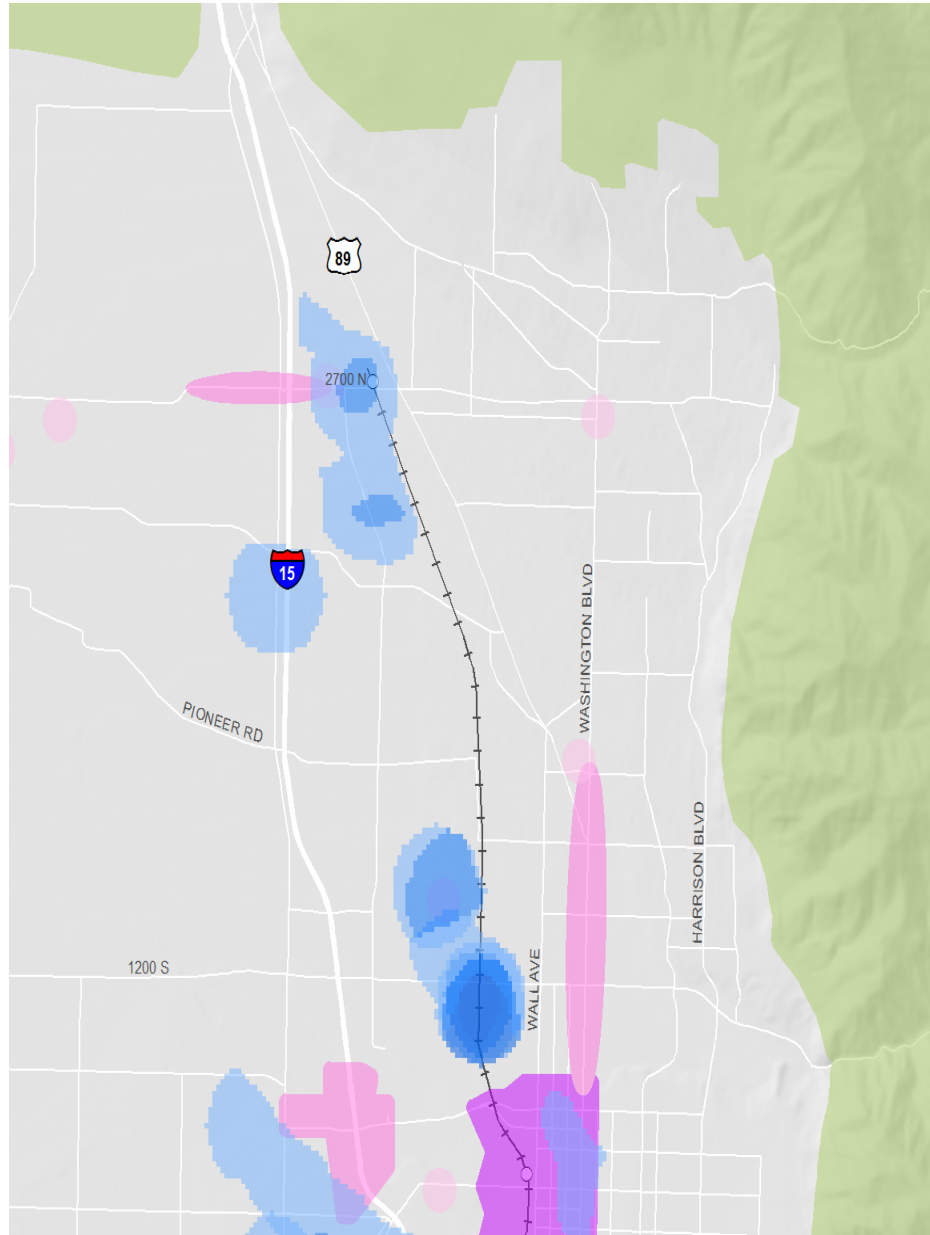 89
2700 N
15
WASHINGTON BLVD
PIONEER RD
HARRISON BLVD
1200 S
WALL AVE